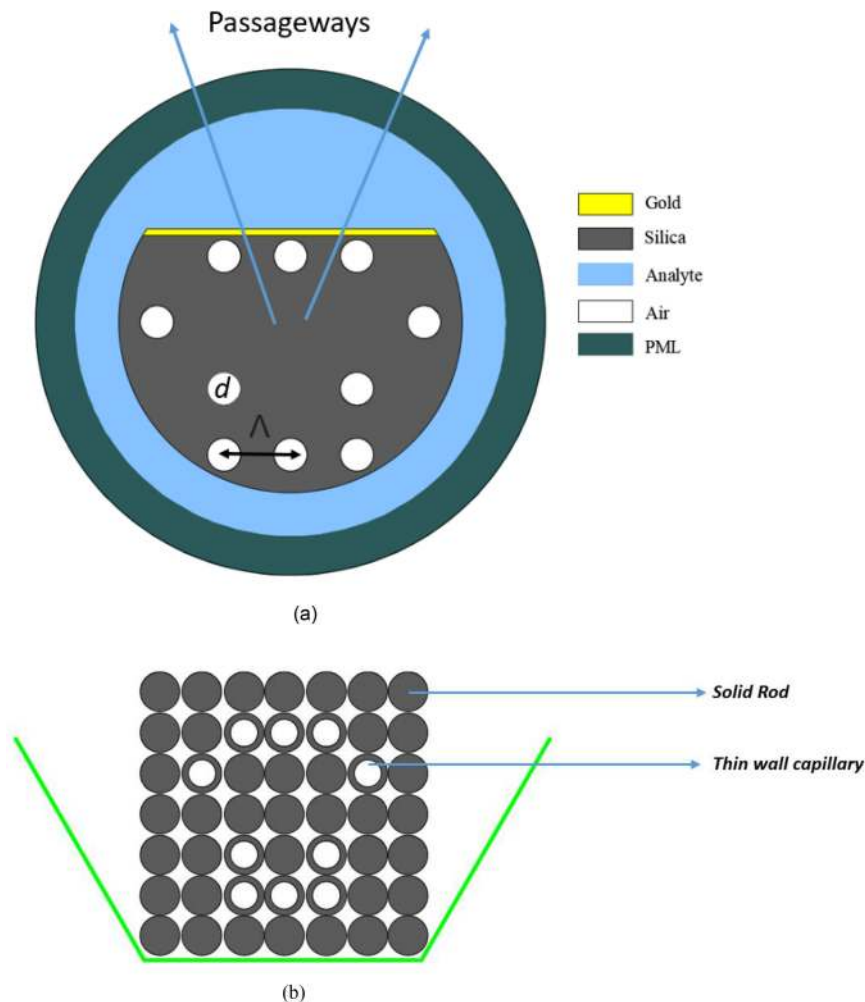 Passageways
Gold
Silica
Analyte
Air
PML
d
Λ
(a)
Solid Rod
Thin wall capillary
(b)